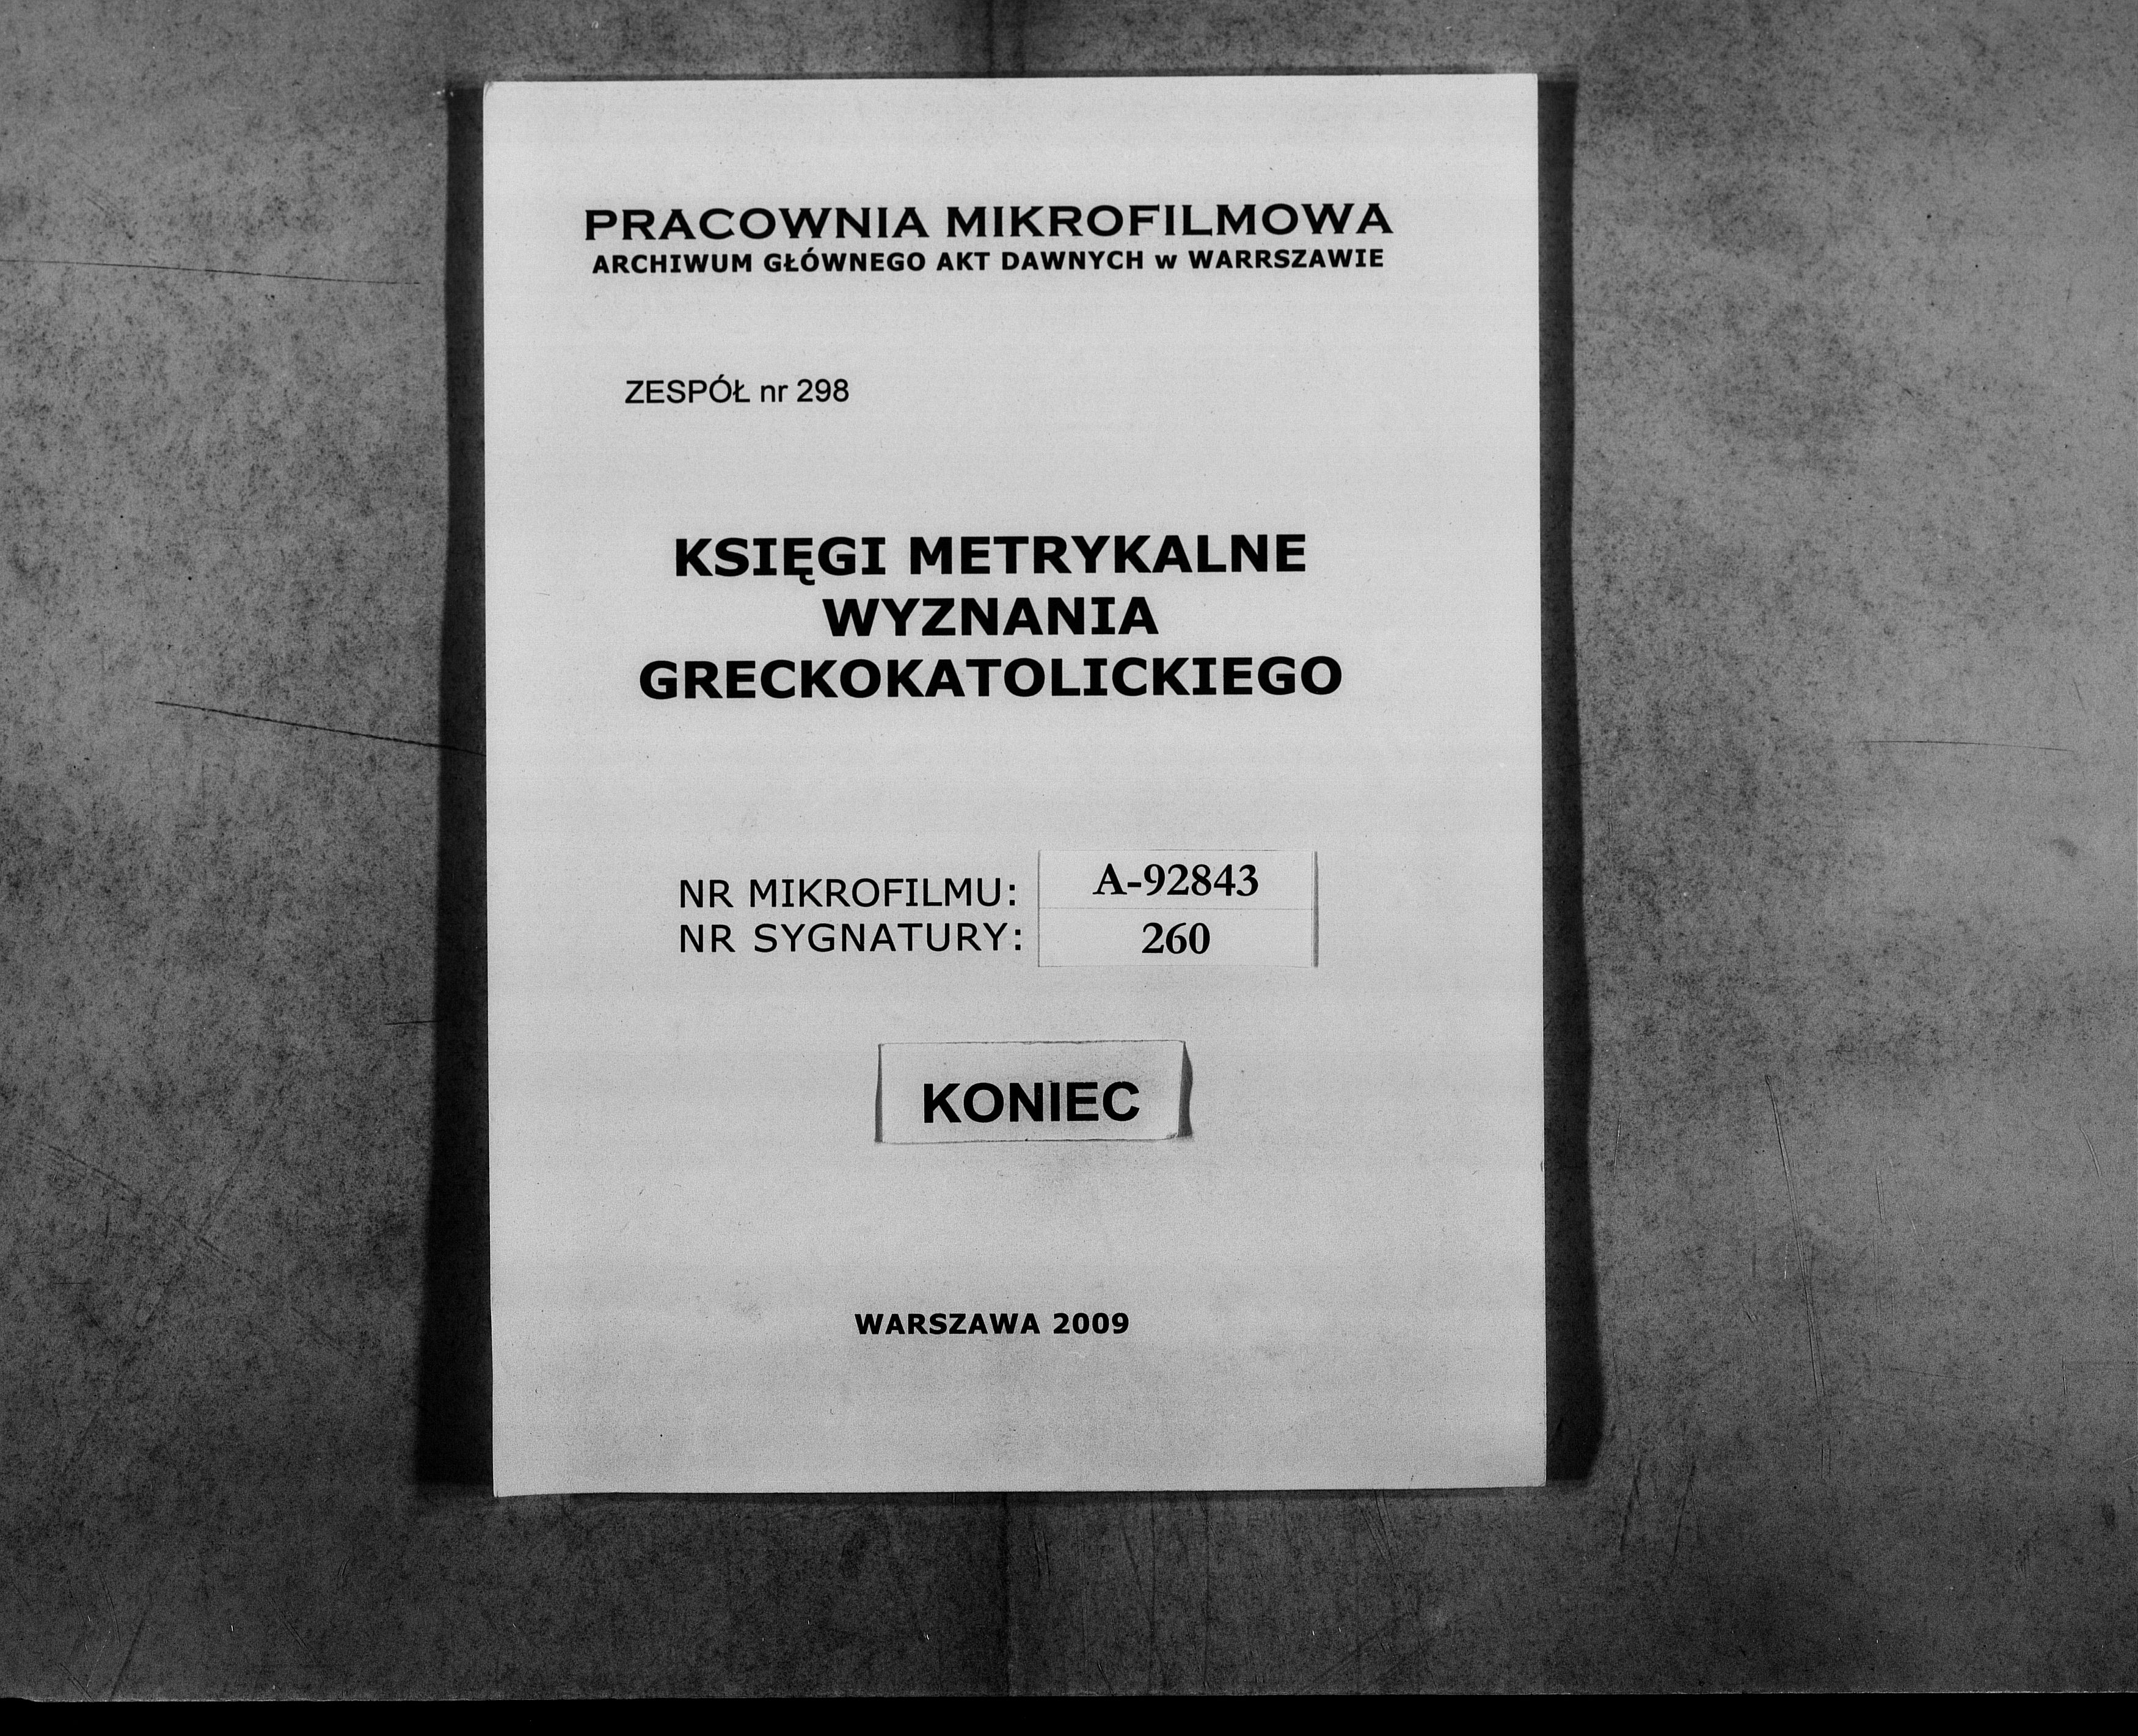 PRACOWNIA MIKROFILMOWA
ARCHIWUM GŁÓWNEGO AKT DAWNYCH w WARRSZAWIE
ZESPÓŁ nr 298
KSIĘGI METRYKALNE
WYZNANIA
GRECKOKATOLICKIEGO
NR MIKROFILMU: A-92843
NR SYGNATURY: 260
KONIEC
WARSZAWA 2009